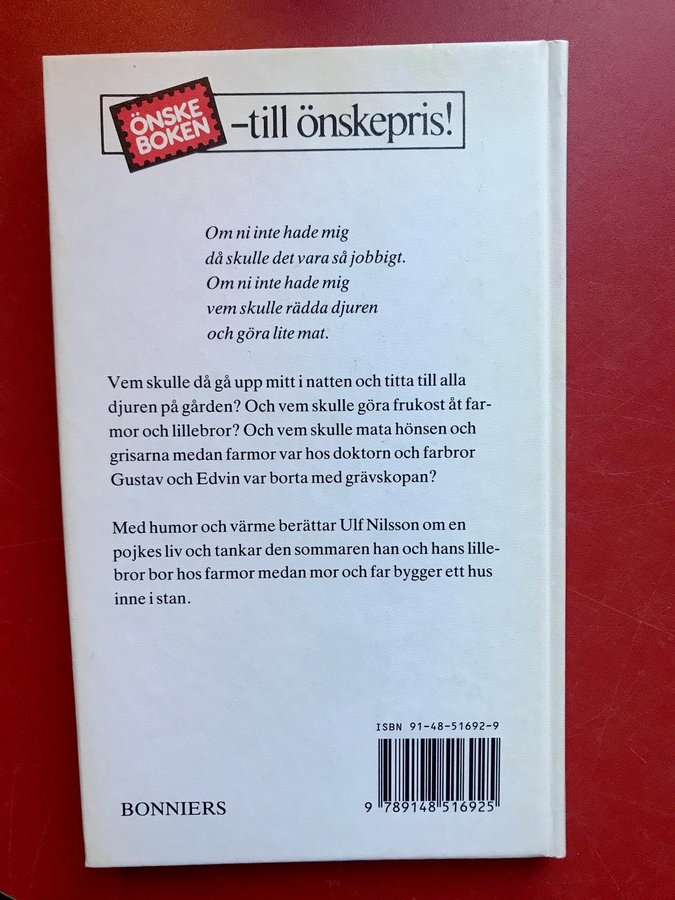 ÖNSKE
BOKEN
–till önskepris!
Om ni inte hade mig
då skulle det vara så jobbigt.
Om ni inte hade mig
vem skulle rädda djuren
och göra lite mat.
Vem skulle då gå upp mitt i natten och titta till alla
djuren på gården? Och vem skulle göra frukost åt far-
mor och lillebror? Och vem skulle mata hönsen och
grisarna medan farmor var hos doktorn och farbror
Gustav och Edvin var borta med grävskopan?
Med humor och värme berättar Ulf Nilsson om en
pojkes liv och tankar den sommaren han och hans lille-
bror bor hos farmor medan mor och far bygger ett hus
inne i stan.
ISBN 91-48-51692-9
9 789148 516925
BONNIERS